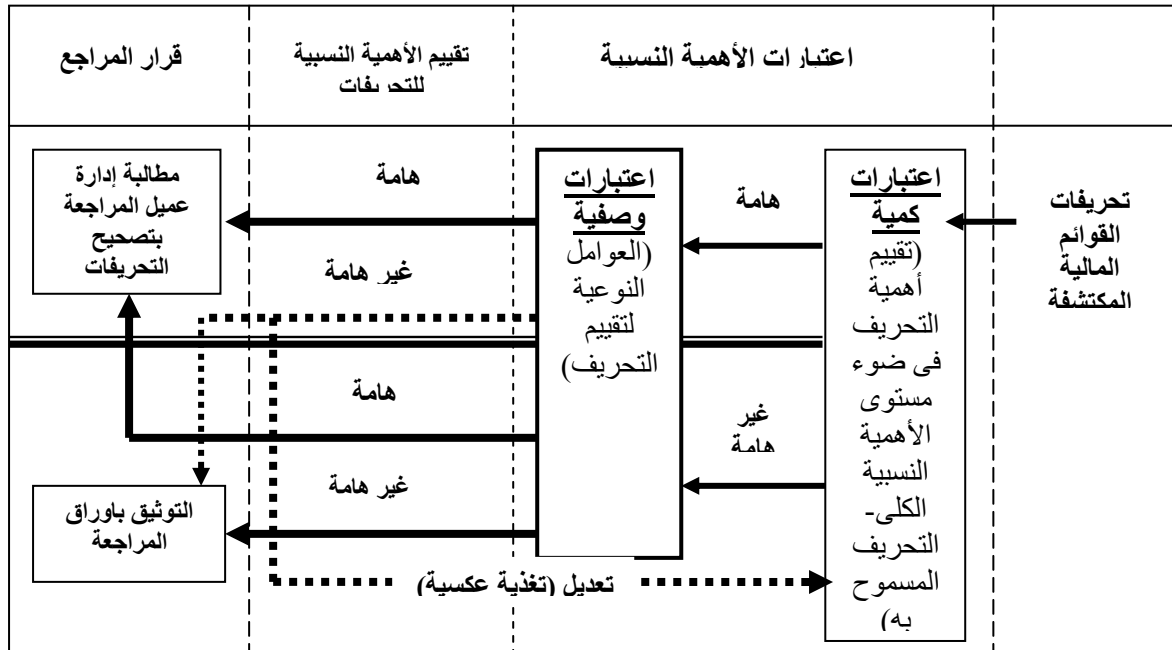 اعتبارات الأهمية النسبية
تقييم الأهمية النسبية
للتحريفات
قرار المراجع
تحريفات
القوائم
المالية
المكتشفة
اعتبارات
كمية
(تقييم
أهمية
التحريف
فى ضوء
مستوى
الأهمية
النسبية
الكلى-
التحريف
المسموح
به)
هامة
غير
هامة
اعتبارات
وصفية
(العوامل
النوعية
لتقييم
التحريف)
هامة
غير هامة
هامة
غير هامة
تعديل (تغذية عكسية)
مطالبة إدارة
عميل المراجعة
بتصحيح
التحريفات
التوثيق باوراق
المراجعة